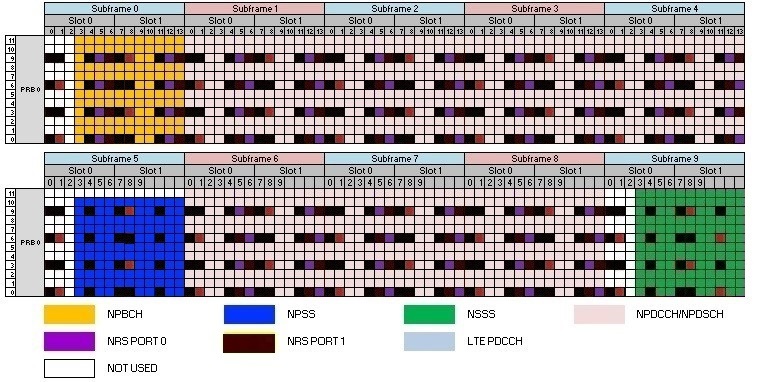 Subframe 0 Subframe 1 Subframe 2 Subframe 3 Subframe 4
Slot 0 Slot 1 Slot 0 Slot 1 Slot 0 Slot 1 Slot 0 Slot 1 Slot 0 Slot 1
0 1 2 3 4 5 6 7 8 9 10 11 12 13 0 1 2 3 4 5 6 7 8 9 10 11 12 13 0 1 2 3 4 5 6 7 8 9 10 11 12 13 0 1 2 3 4 5 6 7 8 9 10 11 12 13 0 1 2 3 4 5 6 7 8 9 10 11 12 13
11
10
9
8
7
6
PRB 0
5
4
3
2
1
0
Subframe 5 Subframe 6 Subframe 7 Subframe 8 Subframe 9
Slot 0 Slot 1 Slot 0 Slot 1 Slot 0 Slot 1 Slot 0 Slot 1 Slot 0 Slot 1
0 1 2 3 4 5 6 7 8 9 0 1 2 3 4 5 6 7 8 9 0 1 2 3 4 5 6 7 8 9 0 1 2 3 4 5 6 7 8 9 0 1 2 3 4 5 6 7 8 9
11
10
9
8
7
6
PRB 0
5
4
3
2
1
0
NPBCH NPSS NSSS NPDCCH/NPDSCH
NRS PORT 0 NRS PORT 1 LTE PDCCH
NOT USED